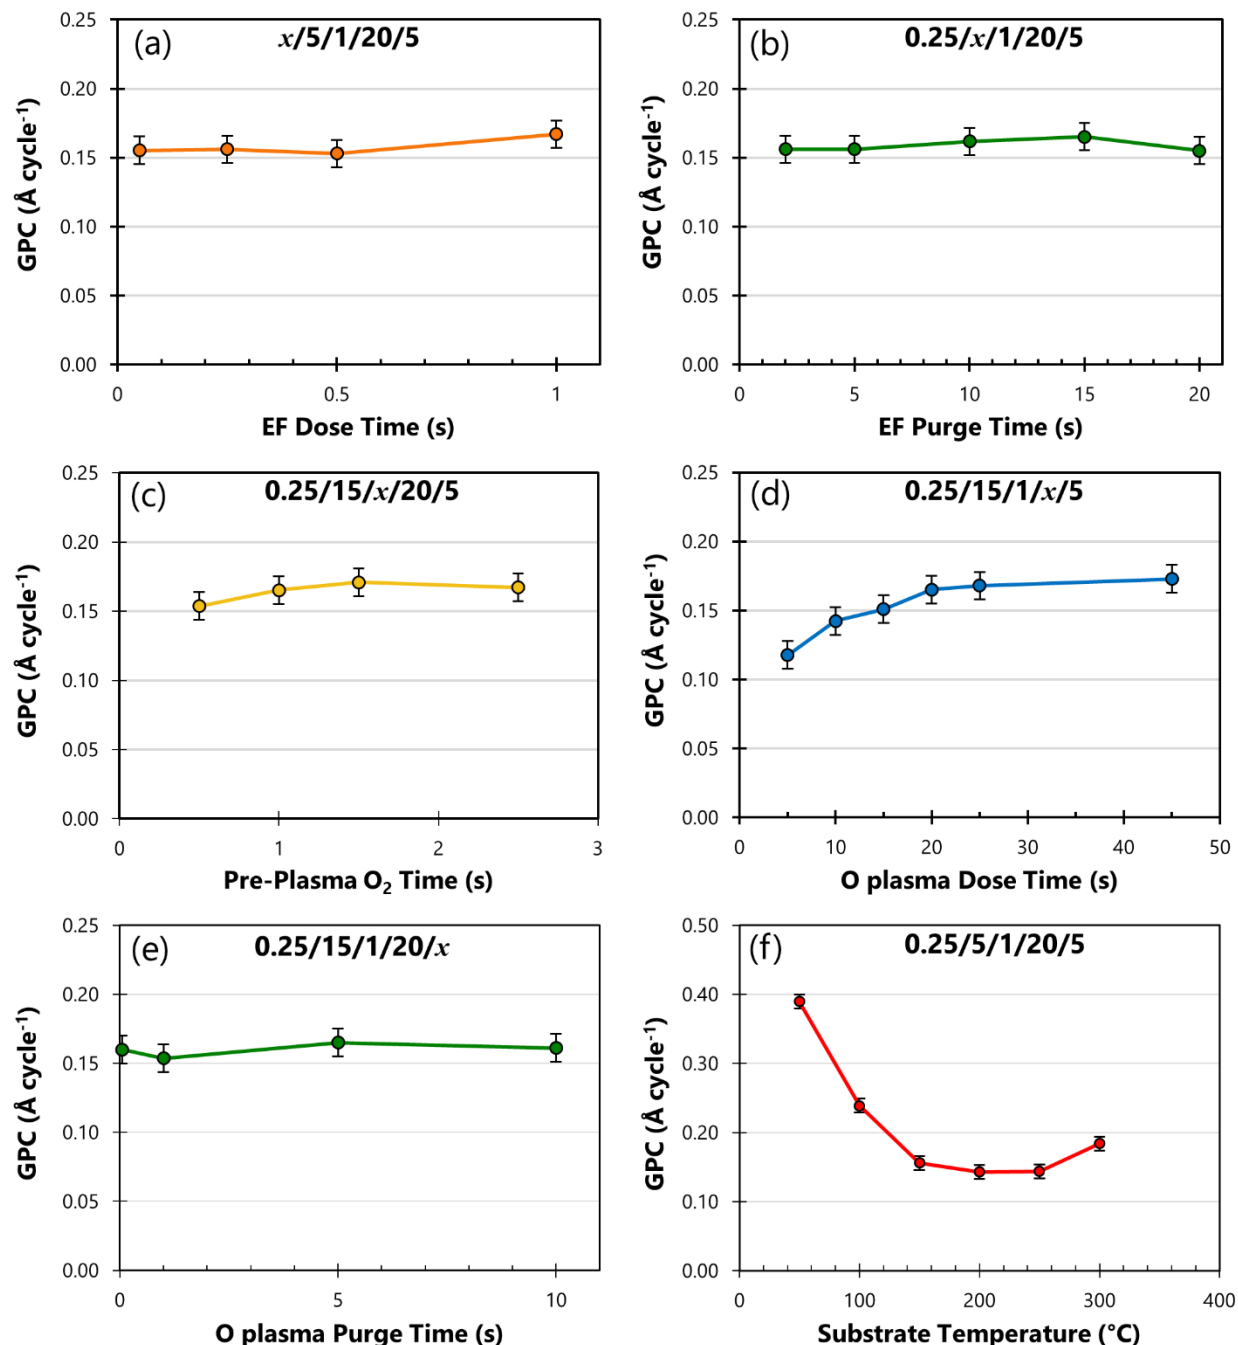 (a) x/5/1/20/5
GPC (Å cycle⁻¹)
0.25
0.20
0.15
0.10
0.05
0.00
0 0.5 1
EF Dose Time (s)
(b) 0.25/x/1/20/5
GPC (Å cycle⁻¹)
0.25
0.20
0.15
0.10
0.05
0.00
0 5 10 15 20
EF Purge Time (s)
(c) 0.25/15/x/20/5
GPC (Å cycle⁻¹)
0.25
0.20
0.15
0.10
0.05
0.00
0 1 2 3
Pre-Plasma O₂ Time (s)
(d) 0.25/15/1/x/5
GPC (Å cycle⁻¹)
0.25
0.20
0.15
0.10
0.05
0.00
0 10 20 30 40 50
O plasma Dose Time (s)
(e) 0.25/15/1/20/x
GPC (Å cycle⁻¹)
0.25
0.20
0.15
0.10
0.05
0.00
0 5 10
O plasma Purge Time (s)
(f) 0.25/5/1/20/5
GPC (Å cycle⁻¹)
0.50
0.40
0.30
0.20
0.10
0.00
0 100 200 300 400
Substrate Temperature (°C)